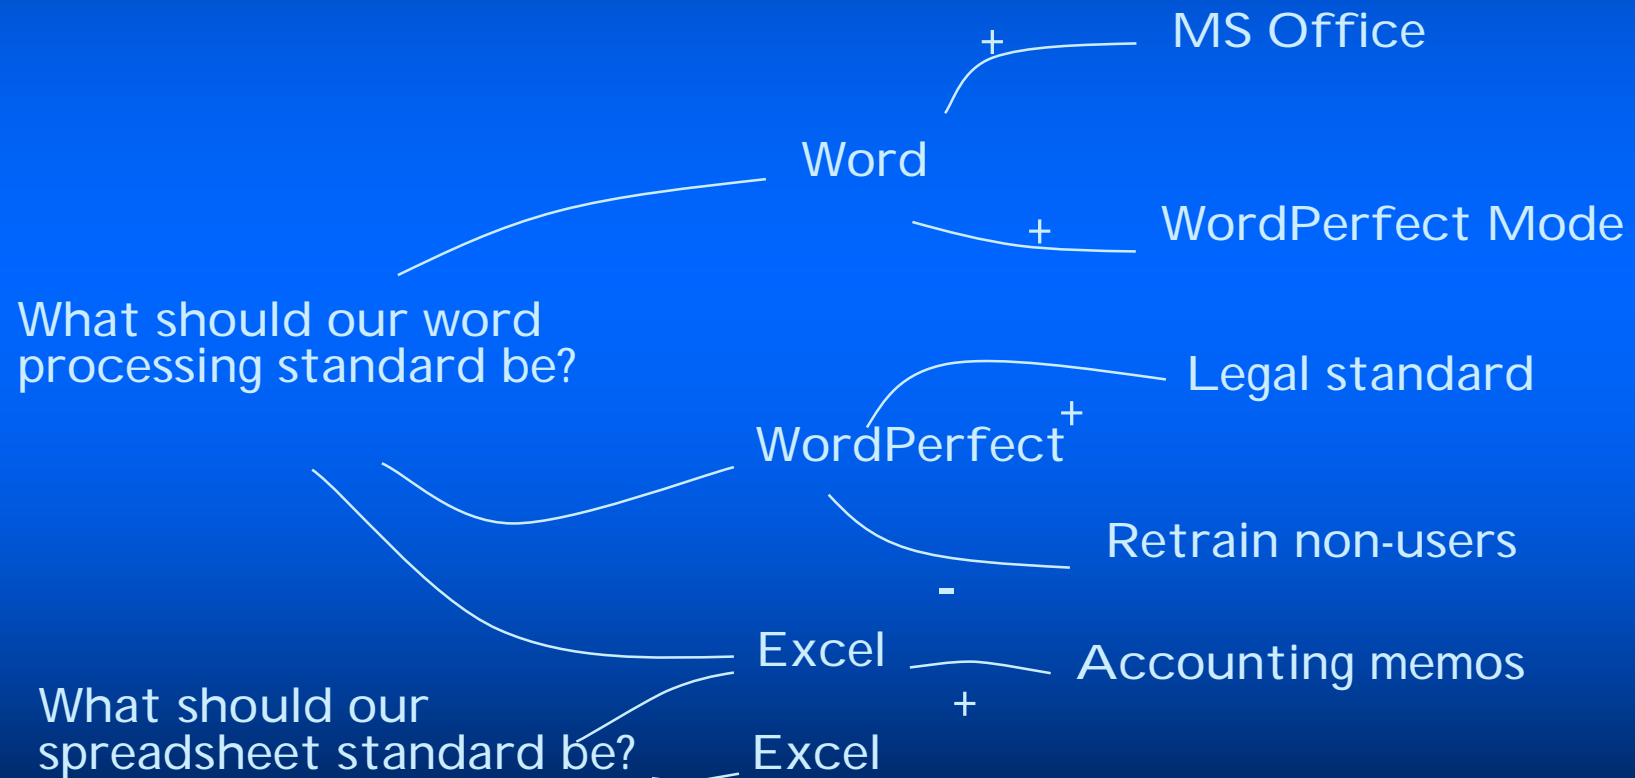 +
MS Office
Word
+
WordPerfect Mode
What should our word
processing standard be?
Legal standard
+
WordPerfect
Retrain non-users
-
Excel
Accounting memos
+
What should our
spreadsheet standard be?
Excel